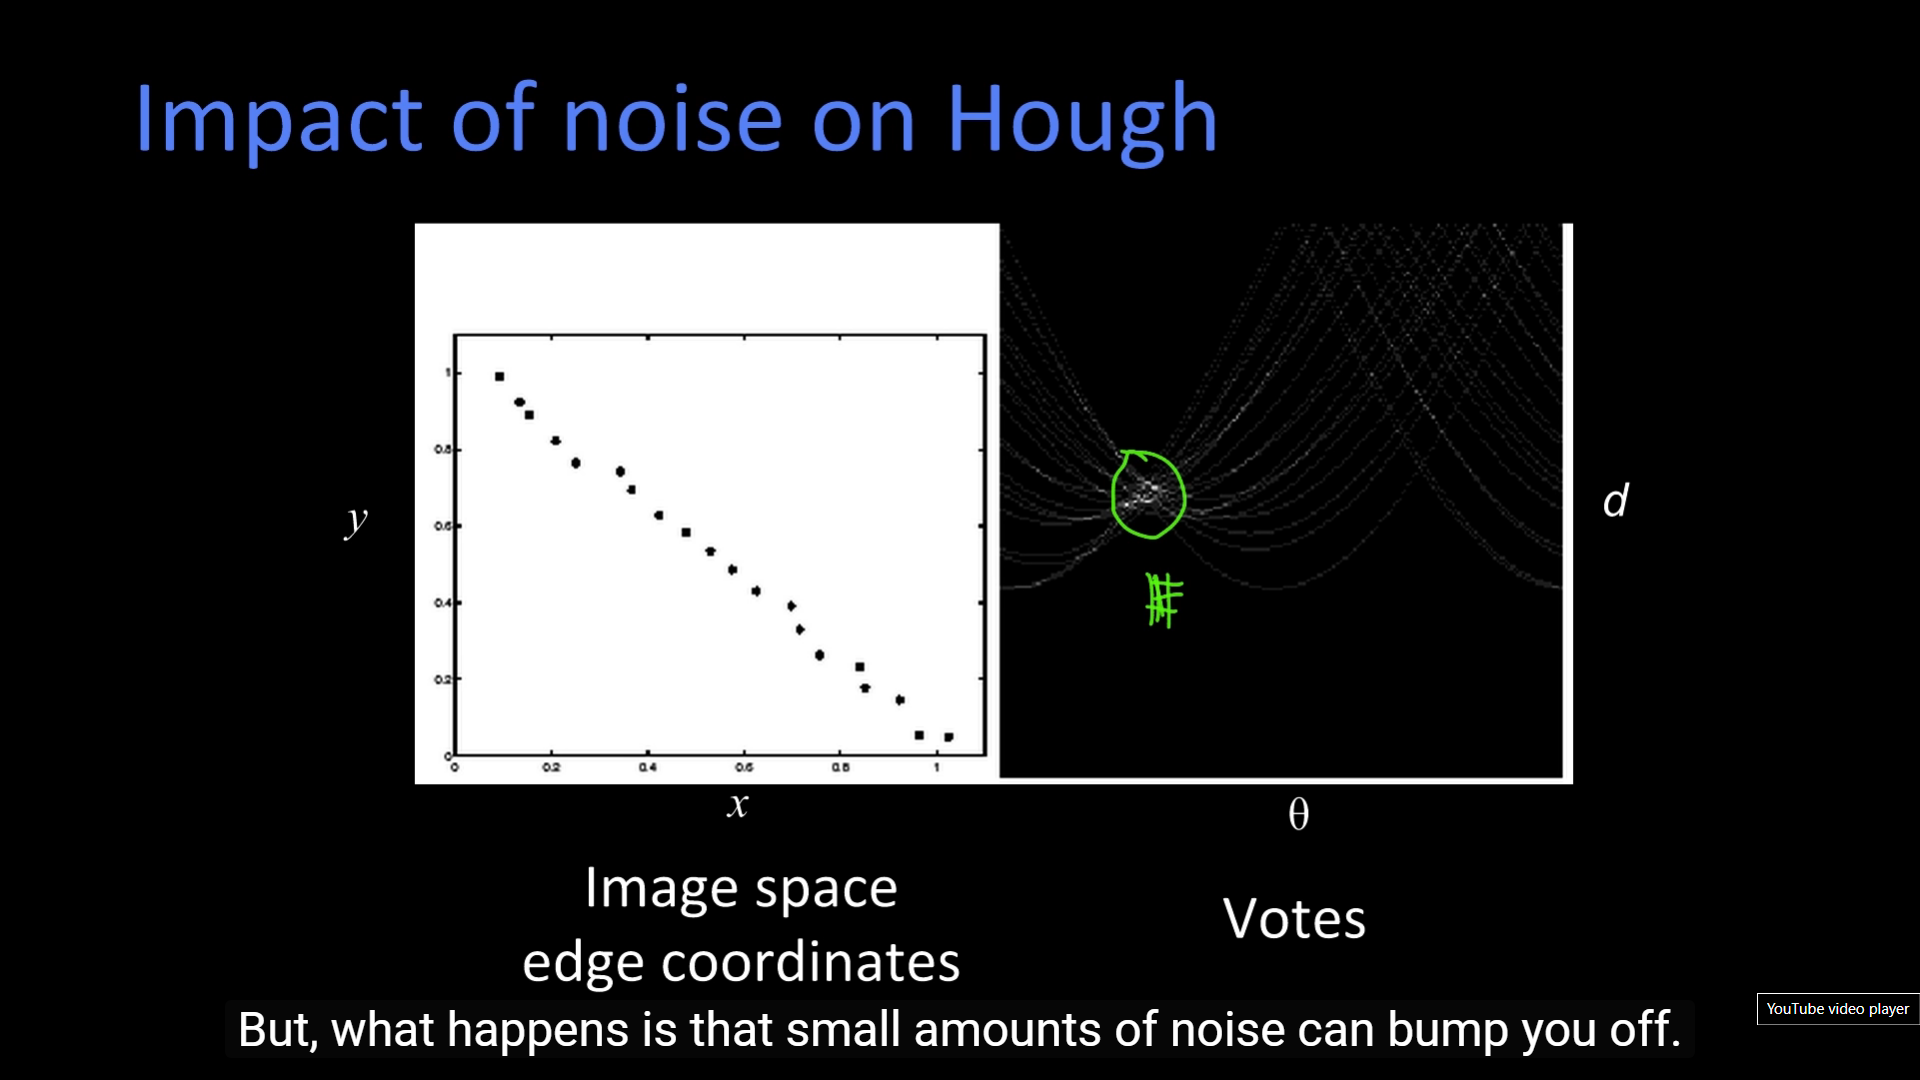 Impact of noise on Hough
1
0.8
0.6
0.4
0.2
0
0 0.2 0.4 0.6 0.8 1
y
x
θ
d
Image space
edge coordinates
Votes
But, what happens is that small amounts of noise can bump you off.
YouTube video player